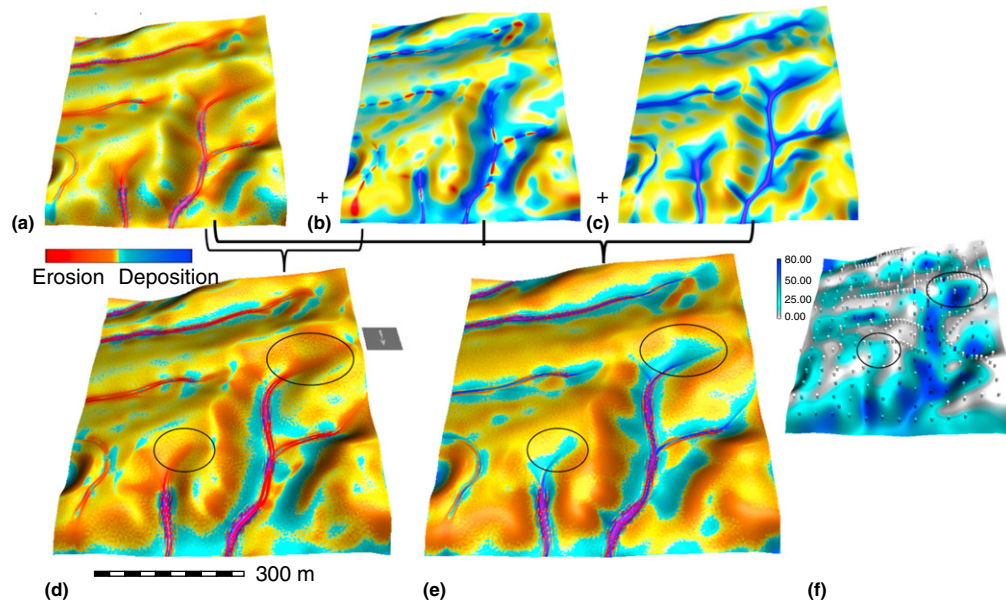 (a)
+
(b)
+
(c)
Erosion Deposition
80.00
50.00
25.00
0.00
(d)
300 m
(e)
(f)